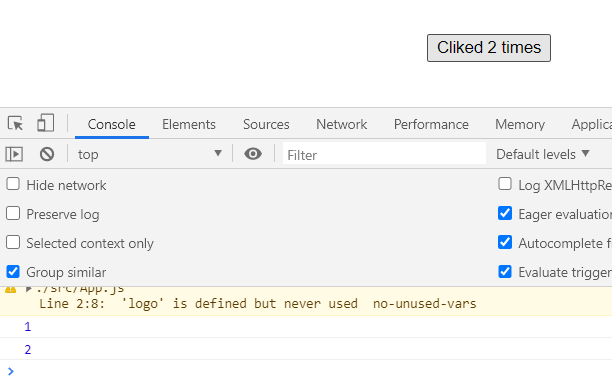 Cliked 2 times
Console Elements Sources Network Performance Memory Applica
top Filter Default levels
Hide network Log XMLHttpRe
Preserve log Eager evaluation
Selected context only Autocomplete f
Group similar Evaluate trigger
./src/App.js
Line 2:8: 'logo' is defined but never used no-unused-vars
1
2
>